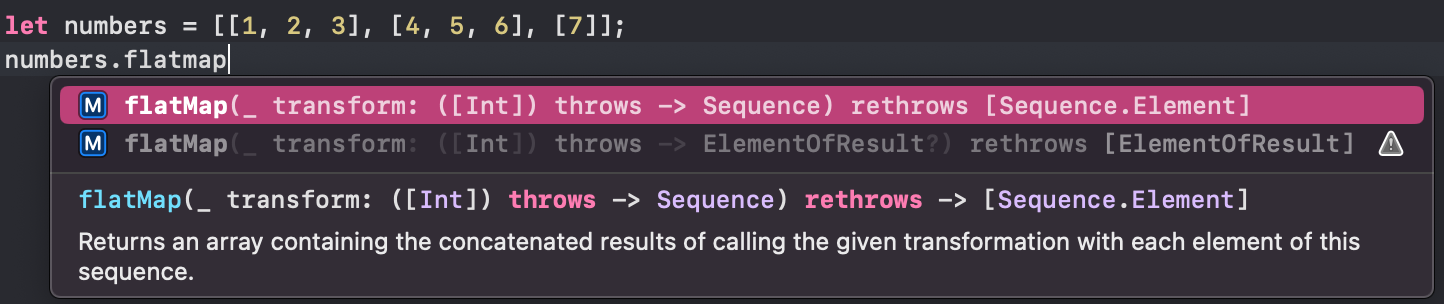 let numbers = [[1, 2, 3], [4, 5, 6], [7]];
numbers.flatmap
M flatMap(_ transform: ([Int]) throws -> Sequence) rethrows [Sequence.Element]
M flatMap(_ transform: ([Int]) throws -> ElementOfResult?) rethrows [ElementOfResult]
flatMap(_ transform: ([Int]) throws -> Sequence) rethrows -> [Sequence.Element]
Returns an array containing the concatenated results of calling the given transformation with each element of this
sequence.